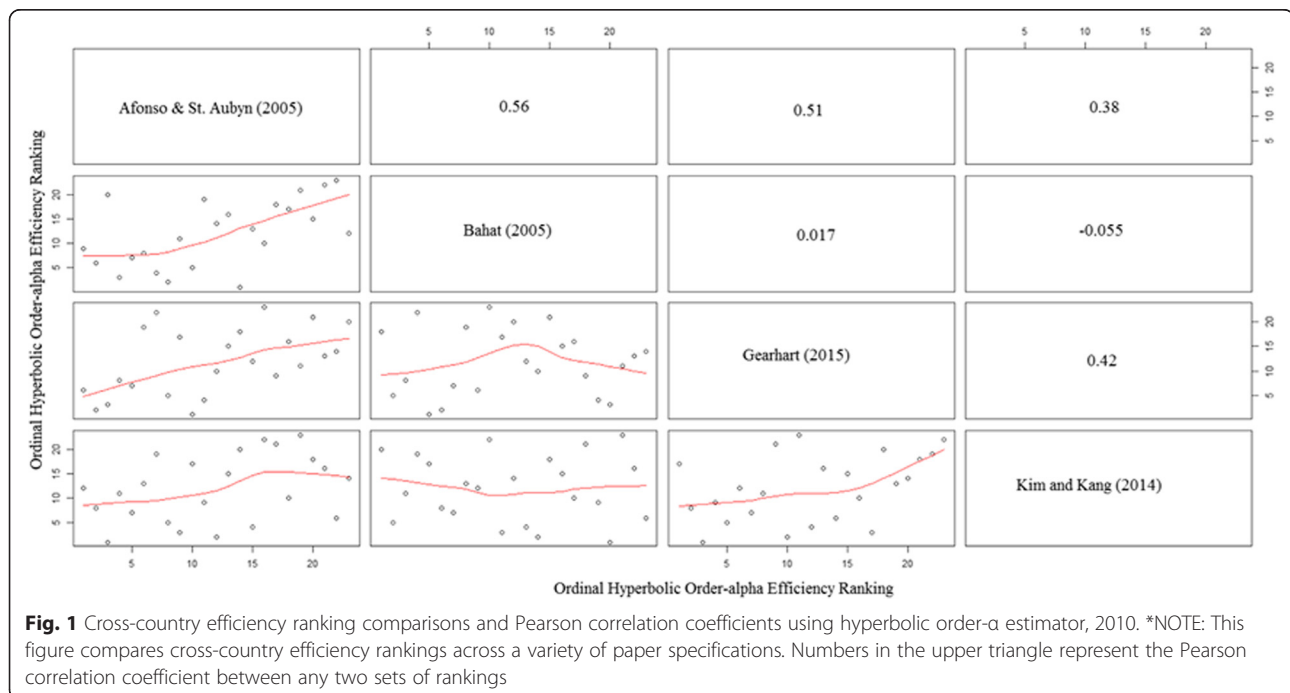 5 10 15 20 5 10 15 20
Afonso & St. Aubyn (2005) 0.56 0.51 0.38
5 10 15 20
Ordinal Hyperbolic Order-alpha Efficiency Ranking
5 10 15 20
Bahat (2005) 0.017 -0.055
Gearhart (2015) 0.42
5 10 15 20
5 10 15 20
Kim and Kang (2014)
5 10 15 20 5 10 15 20
Ordinal Hyperbolic Order-alpha Efficiency Ranking
Fig. 1 Cross-country efficiency ranking comparisons and Pearson correlation coefficients using hyperbolic order-α estimator, 2010. *NOTE: This
figure compares cross-country efficiency rankings across a variety of paper specifications. Numbers in the upper triangle represent the Pearson
correlation coefficient between any two sets of rankings